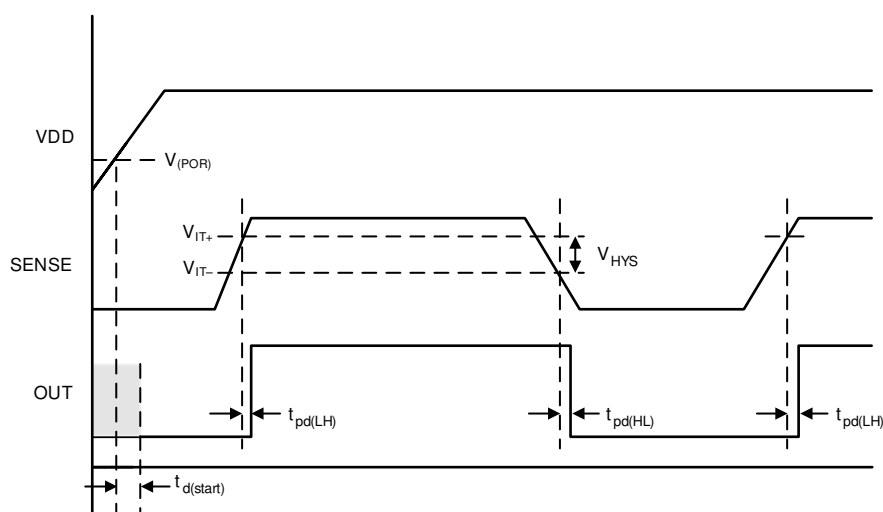 VDD
V(POR)
VIT+
SENSE
VIT–
VHYS
OUT
tpd(LH)
tpd(HL)
tpd(LH)
td(start)